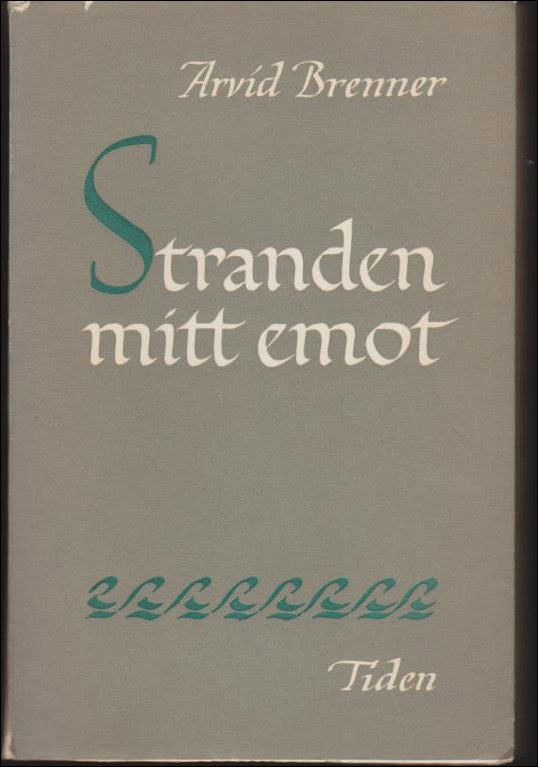 Arvid Brenner
Stranden
mitt emot
Tiden